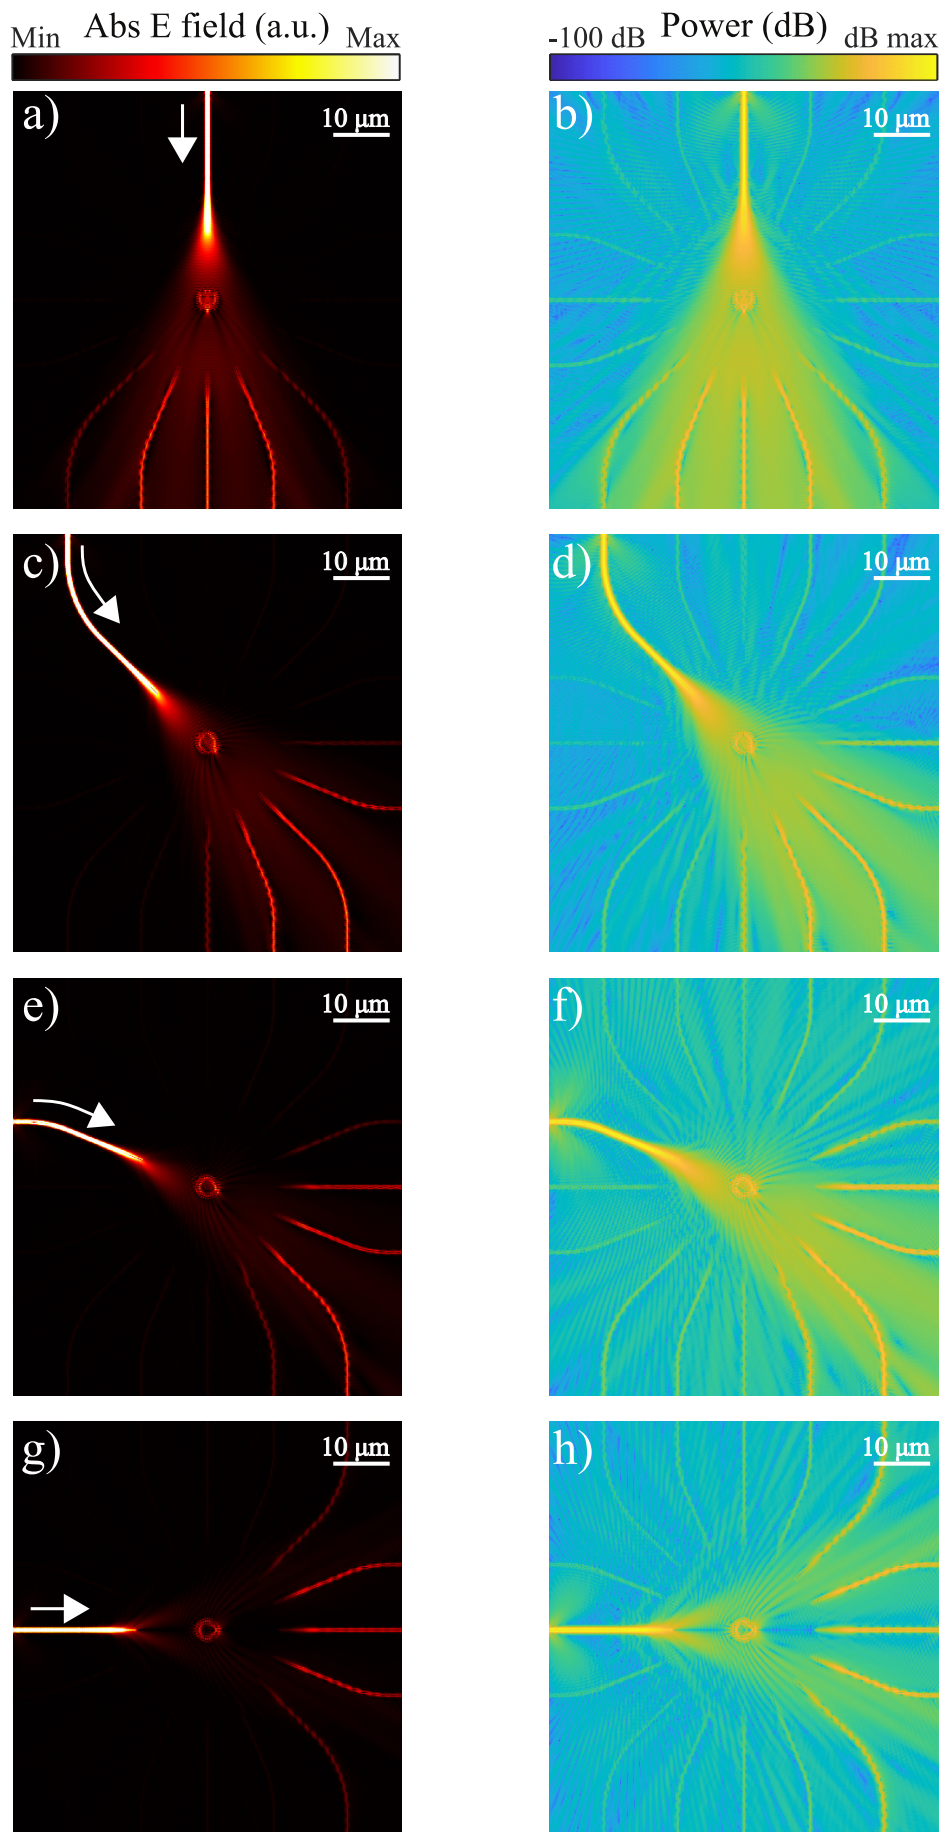 Abs E field (a.u.)
Min Max
Power (dB)
-100 dB dB max
a) 10 μm
b) 10 μm
c) 10 μm
d) 10 μm
e) 10 μm
f) 10 μm
g) 10 μm
h) 10 μm